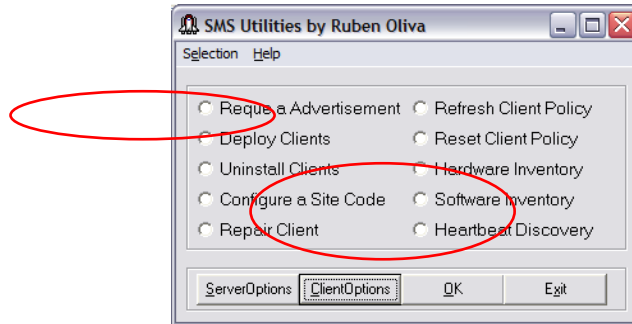 SMS Utilities by Ruben Oliva
Selection Help
Reque a Advertisement Refresh Client Policy
Deploy Clients Reset Client Policy
Uninstall Clients Hardware Inventory
Configure a Site Code Software Inventory
Repair Client Heartbeat Discovery
ServerOptions ClientOptions OK Exit